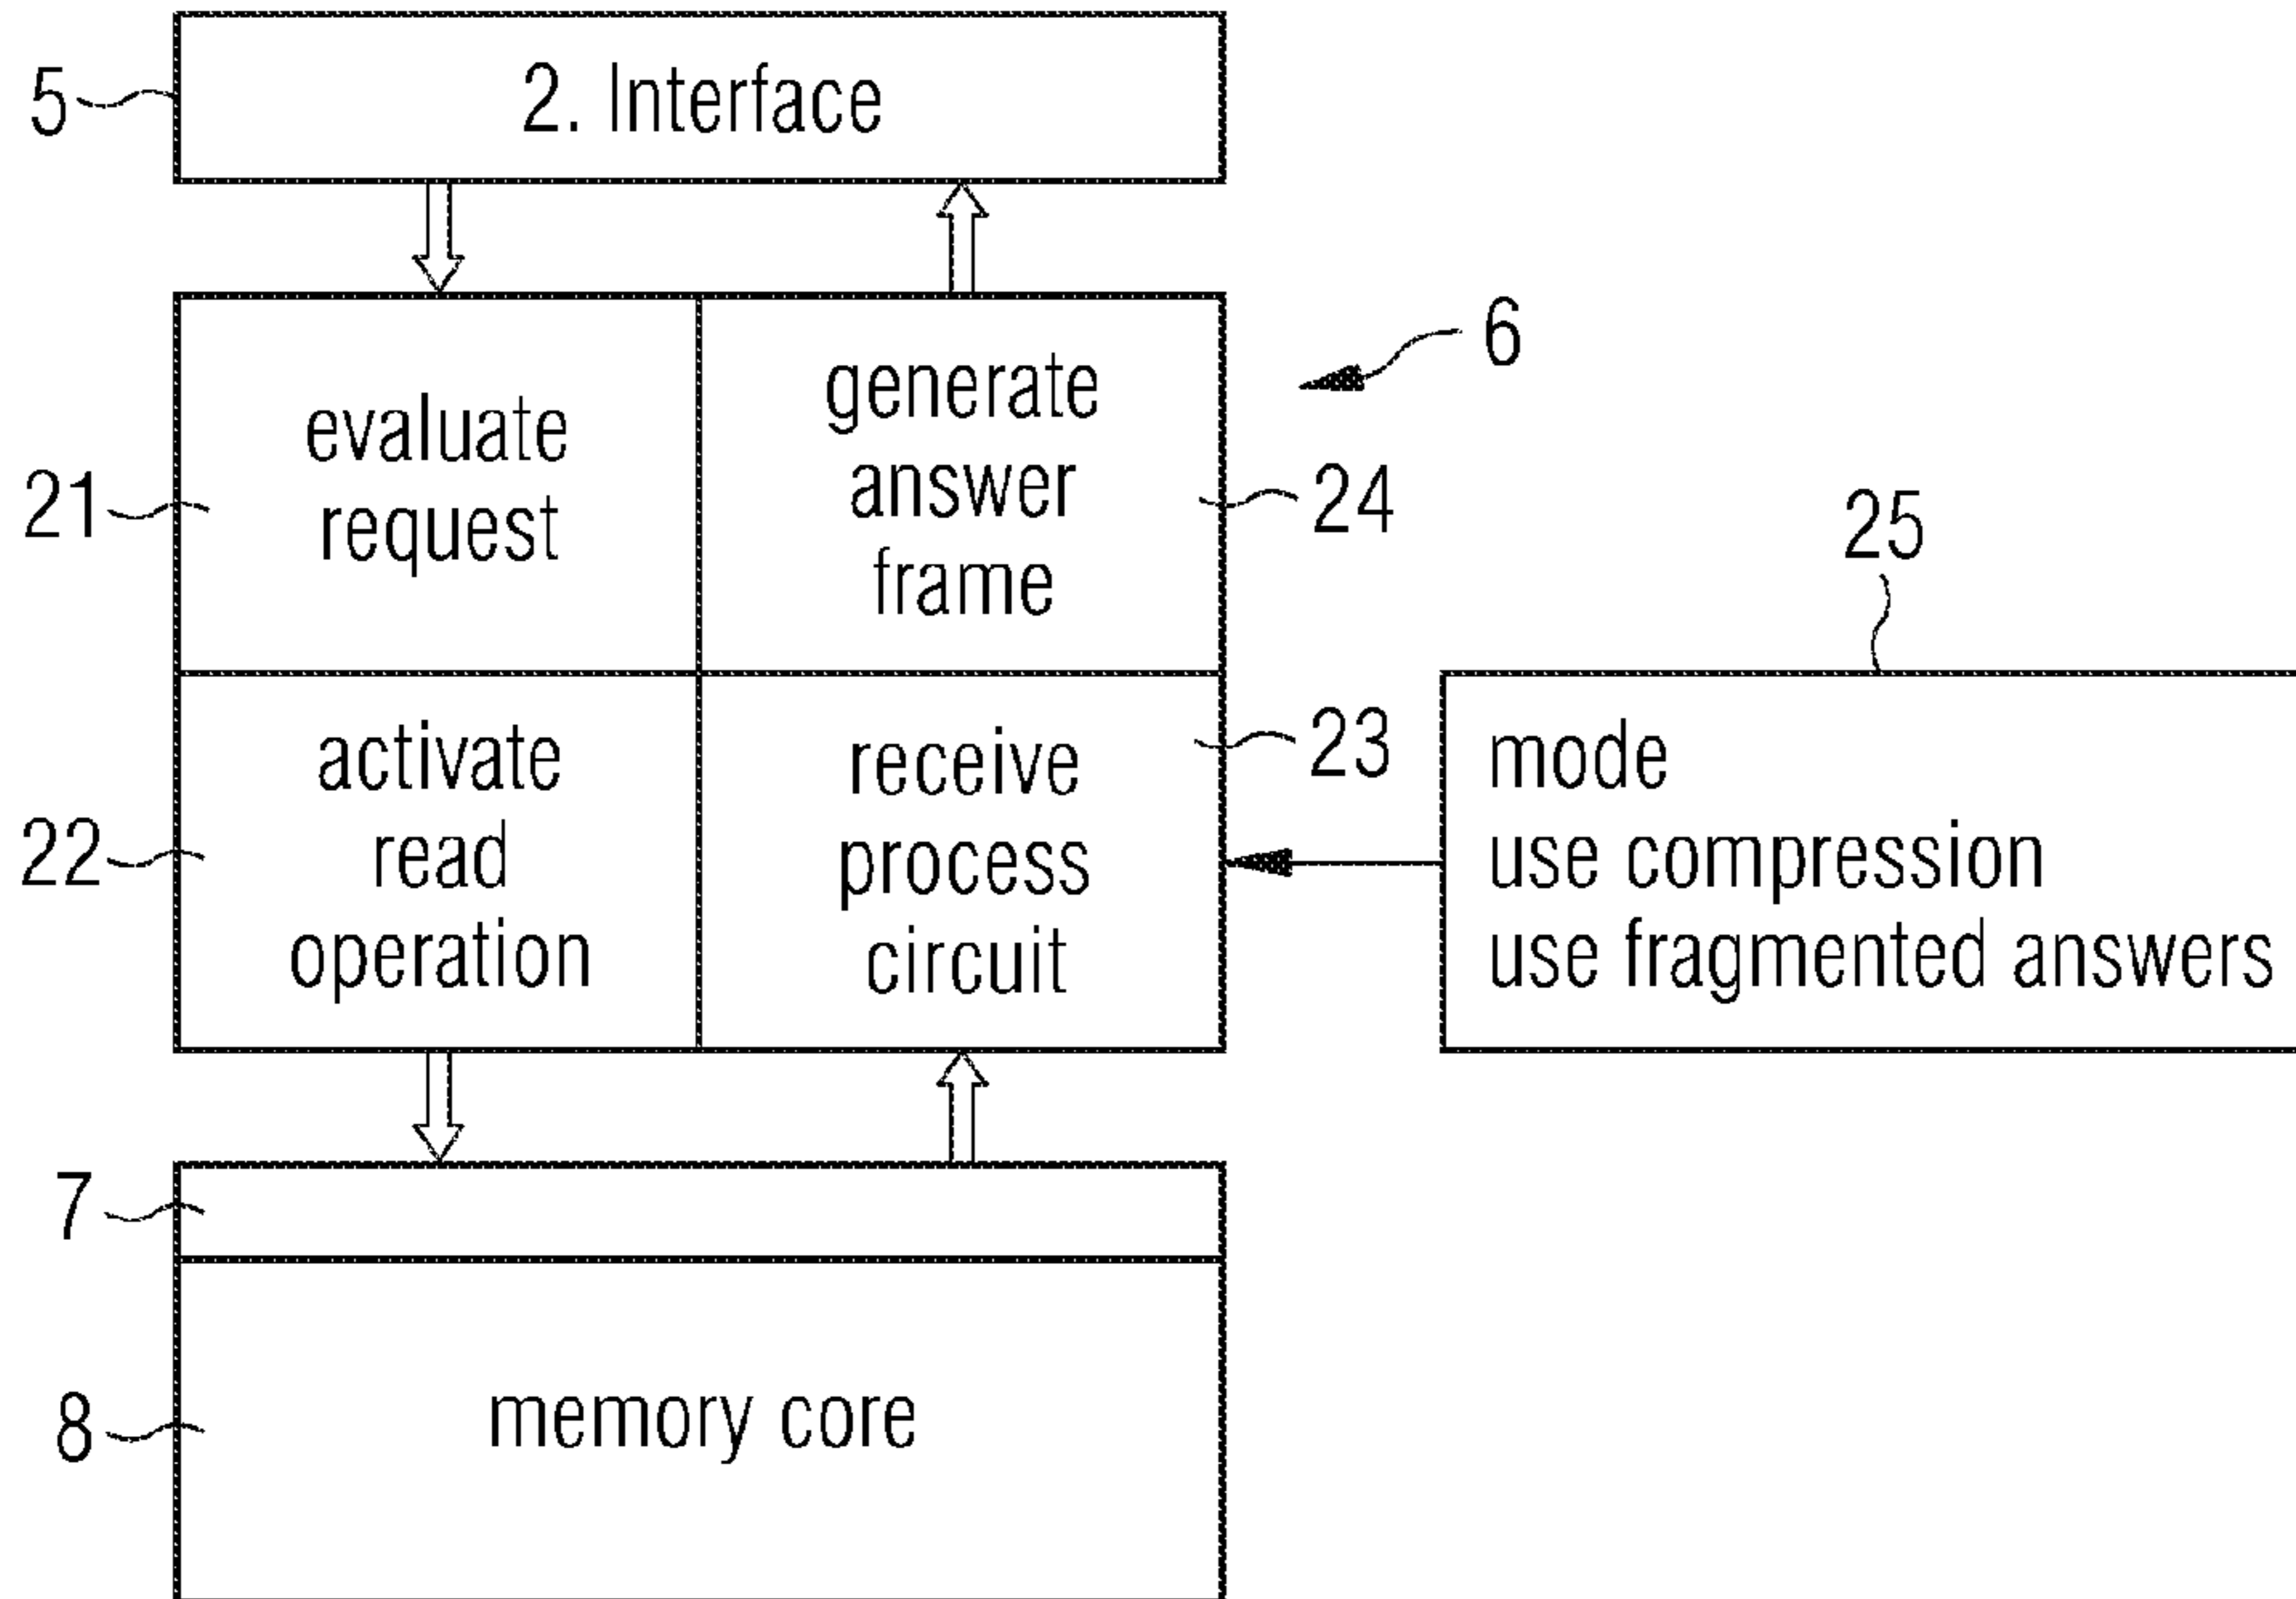 5
2. Interface
6
21
evaluate
request
generate
answer
frame
24
25
22
activate
read
operation
receive
process
circuit
23
mode
use compression
use fragmented answers
7
8
memory core